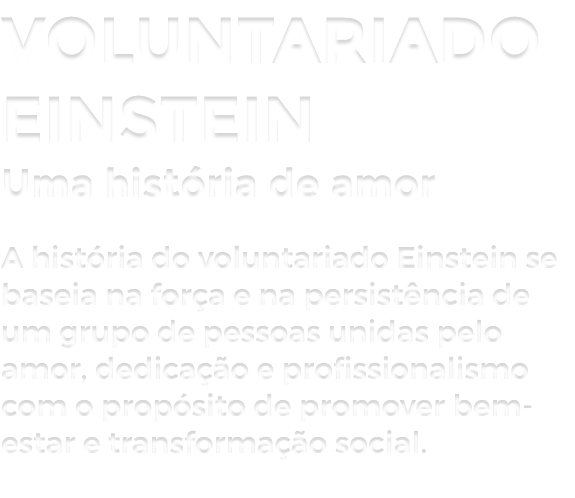 VOLUNTARIADO
EINSTEIN
Uma história de amor
A história do voluntariado Einstein se
baseia na força e na persistência de
um grupo de pessoas unidas pelo
amor, dedicação e profissionalismo
com o propósito de promover bem-
estar e transformação social.